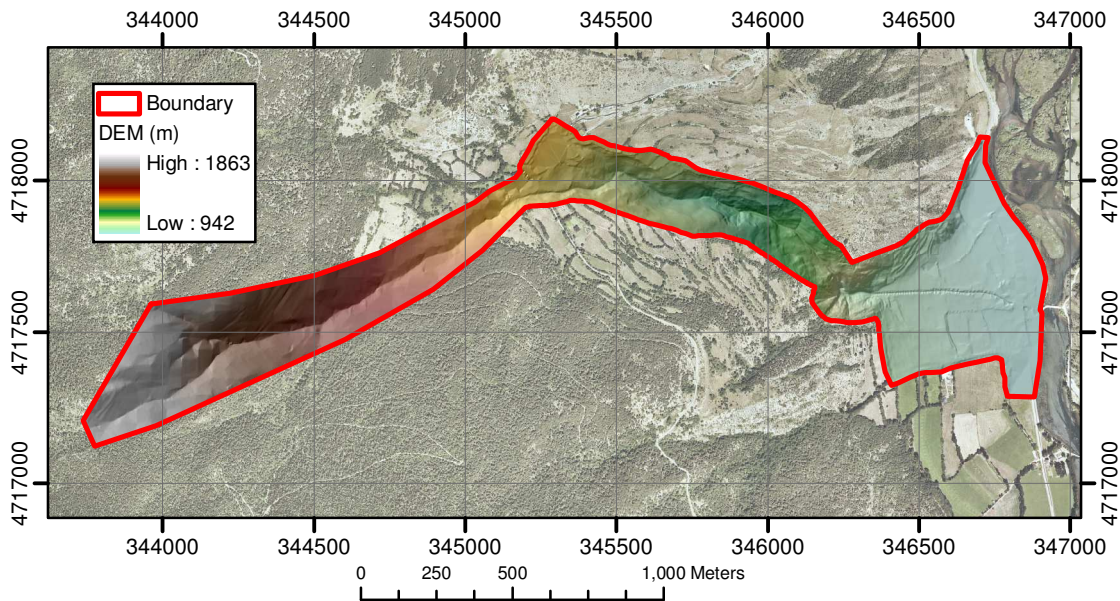 344000 344500 345000 345500 346000 346500 347000
Boundary
DEM (m)
High : 1863
Low : 942
4718000 4718000
4717500 4717500
4717000 4717000
344000 344500 345000 345500 346000 346500 347000
0 250 500 1,000 Meters